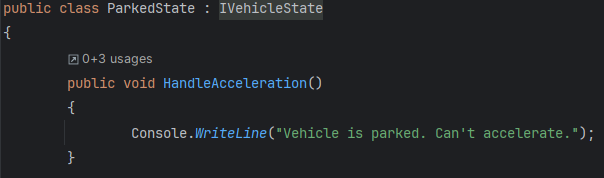 public class ParkedState : IVehicleState
{
0+3 usages
public void HandleAcceleration()
{
Console.WriteLine("Vehicle is parked. Can't accelerate.");
}